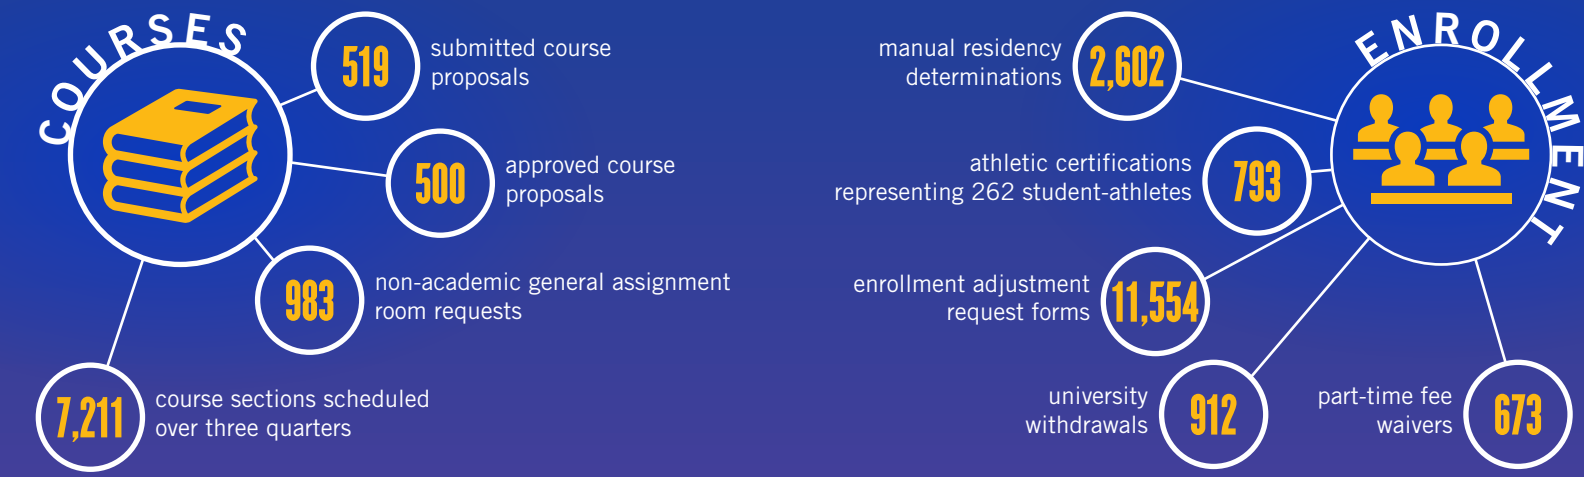 COURSES
519
submitted course
proposals
500
approved course
proposals
983
non-academic general assignment
room requests
7,211
course sections scheduled
over three quarters
ENROLLMENT
manual residency
determinations
2,602
athletic certifications
representing 262 student-athletes
793
enrollment adjustment
request forms
11,554
university
withdrawals
912
part-time fee
waivers
673